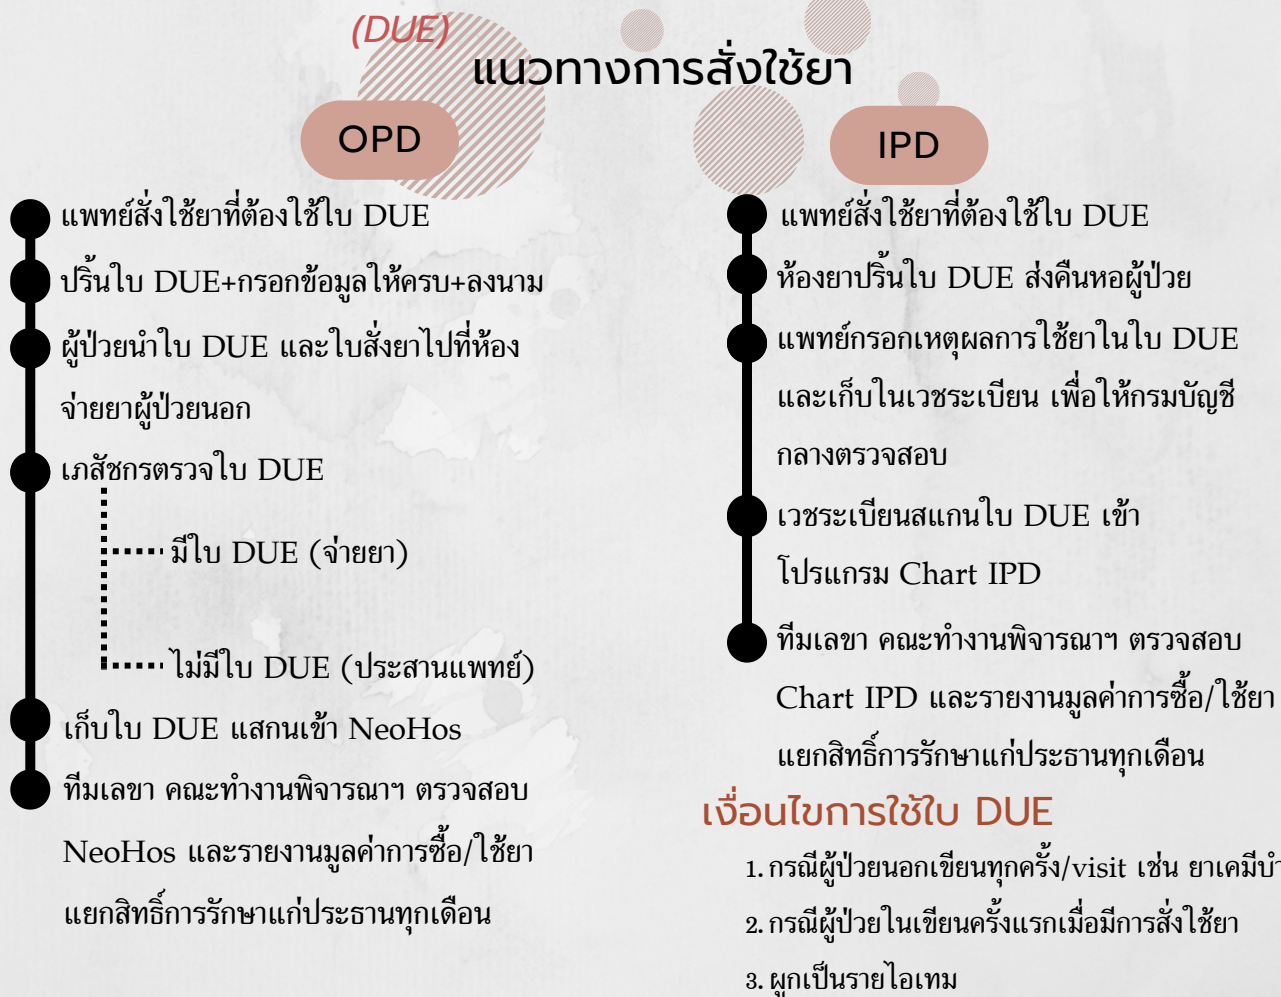 (DUE)
แนวทางการสั่งใช้ยา
OPD
แพทย์สั่งใช้ยาที่ต้องใช้ใบ DUE
ปริ้นใบ DUE+กรอกข้อมูลให้ครบ+ลงนาม
ผู้ป่วยนำใบ DUE และใบสั่งยาไปที่ห้อง
จ่ายยาผู้ป่วยนอก
เภสัชกรตรวจใบ DUE
มีใบ DUE (จ่ายยา)
ไม่มีใบ DUE (ประสานแพทย์)
เก็บใบ DUE แสกนเข้า NeoHos
ทีมเลขา คณะทำงานพิจารณาฯ ตรวจสอบ
NeoHos และรายงานมูลค่าการซื้อ/ใช้ยา
แยกสิทธิ์การรักษาแก่ประธานทุกเดือน
IPD
แพทย์สั่งใช้ยาที่ต้องใช้ใบ DUE
ห้องยาปริ้นใบ DUE ส่งคืนหอผู้ป่วย
แพทย์กรอกเหตุผลการใช้ยาในใบ DUE
และเก็บในเวชระเบียน เพื่อให้กรมบัญชี
กลางตรวจสอบ
เวชระเบียนสแกนใบ DUE เข้า
โปรแกรม Chart IPD
ทีมเลขา คณะทำงานพิจารณาฯ ตรวจสอบ
Chart IPD และรายงานมูลค่าการซื้อ/ใช้ยา
แยกสิทธิ์การรักษาแก่ประธานทุกเดือน
เงื่อนไขการใช้ใบ DUE
1. กรณีผู้ป่วยนอกเขียนทุกครั้ง/visit เช่น ยาเคมีบำ
2. กรณีผู้ป่วยในเขียนครั้งแรกเมื่อมีการสั่งใช้ยา
3. ผูกเป็นรายไอเทม